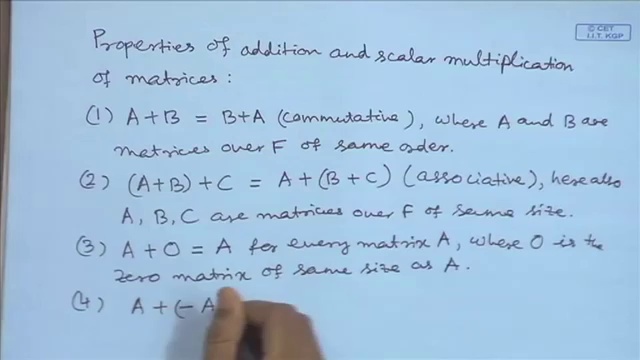 © CET
I.I.T. KGP
Properties of addition and scalar multiplication
of matrices :
(1) A+B = B+A (commutative), where A and B are
matrices over F of same order.
(2) (A+B)+C = A+(B+C) (associative), here also
A, B, C are matrices over F of same size.
(3) A+O = A for every matrix A, where O is the
zero matrix of same size as A.
(4) A+(-A